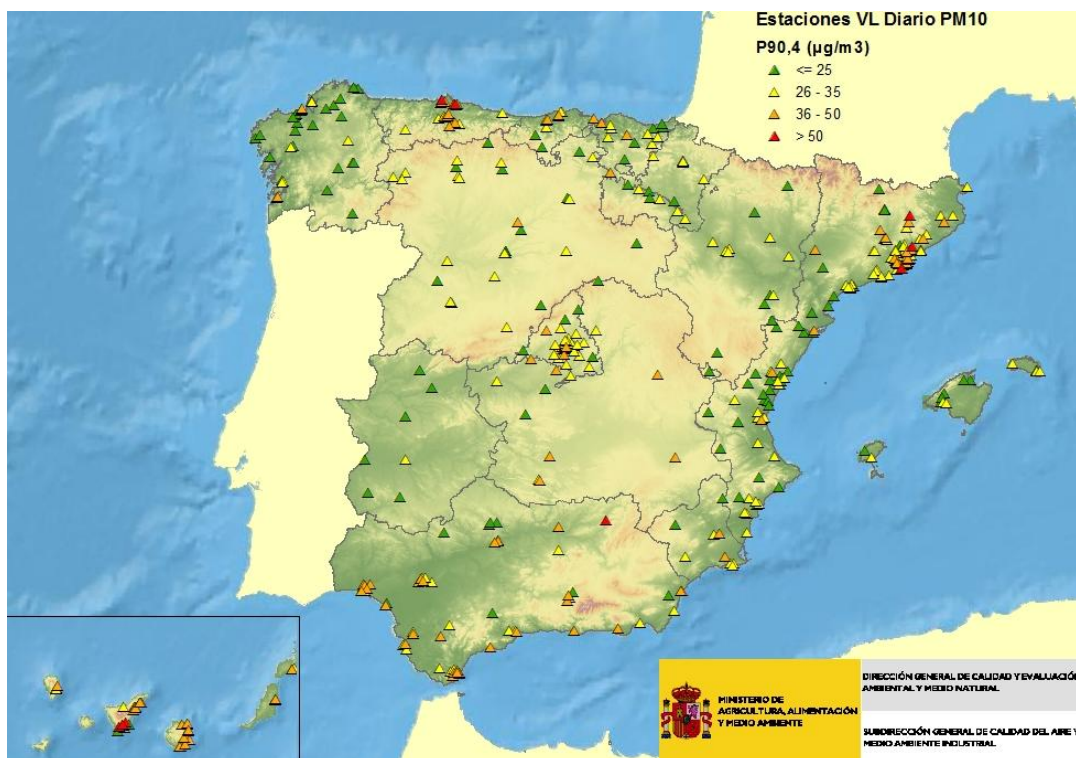 Estaciones VL Diario PM10
P90,4 (µg/m3)
<= 25
26 - 35
36 - 50
> 50
MINISTERIO DE
AGRICULTURA, ALIMENTACIÓN
Y MEDIO AMBIENTE
DIRECCIÓN GENERAL DE CALIDAD Y EVALUACIÓN
AMBIENTAL Y MEDIO NATURAL
SUBDIRECCIÓN GENERAL DE CALIDAD DEL AIRE Y
MEDIO AMBIENTE INDUSTRIAL